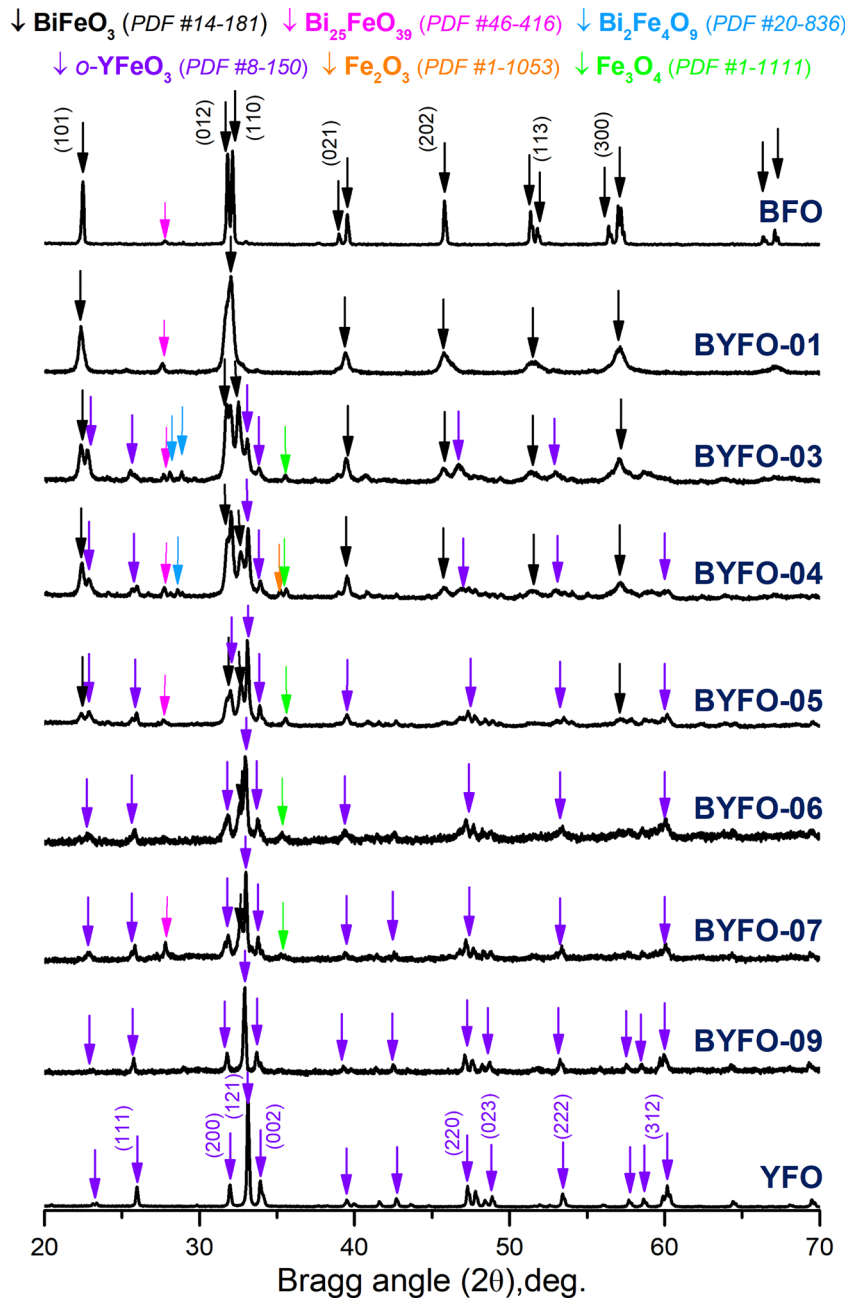 ↓ BiFeO₃ (PDF #14-181) ↓ Bi₂₅FeO₃₉ (PDF #46-416) ↓ Bi₂Fe₄O₉ (PDF #20-836)
↓ o-YFeO₃ (PDF #8-150) ↓ Fe₂O₃ (PDF #1-1053) ↓ Fe₃O₄ (PDF #1-1111)
(101) (012) (110) (021) (202) (113) (300)
BFO
BYFO-01
BYFO-03
BYFO-04
BYFO-05
BYFO-06
BYFO-07
BYFO-09
(111) (200) (121) (002) (220) (023) (222) (312)
YFO
20 30 40 50 60 70
Bragg angle (2θ),deg.